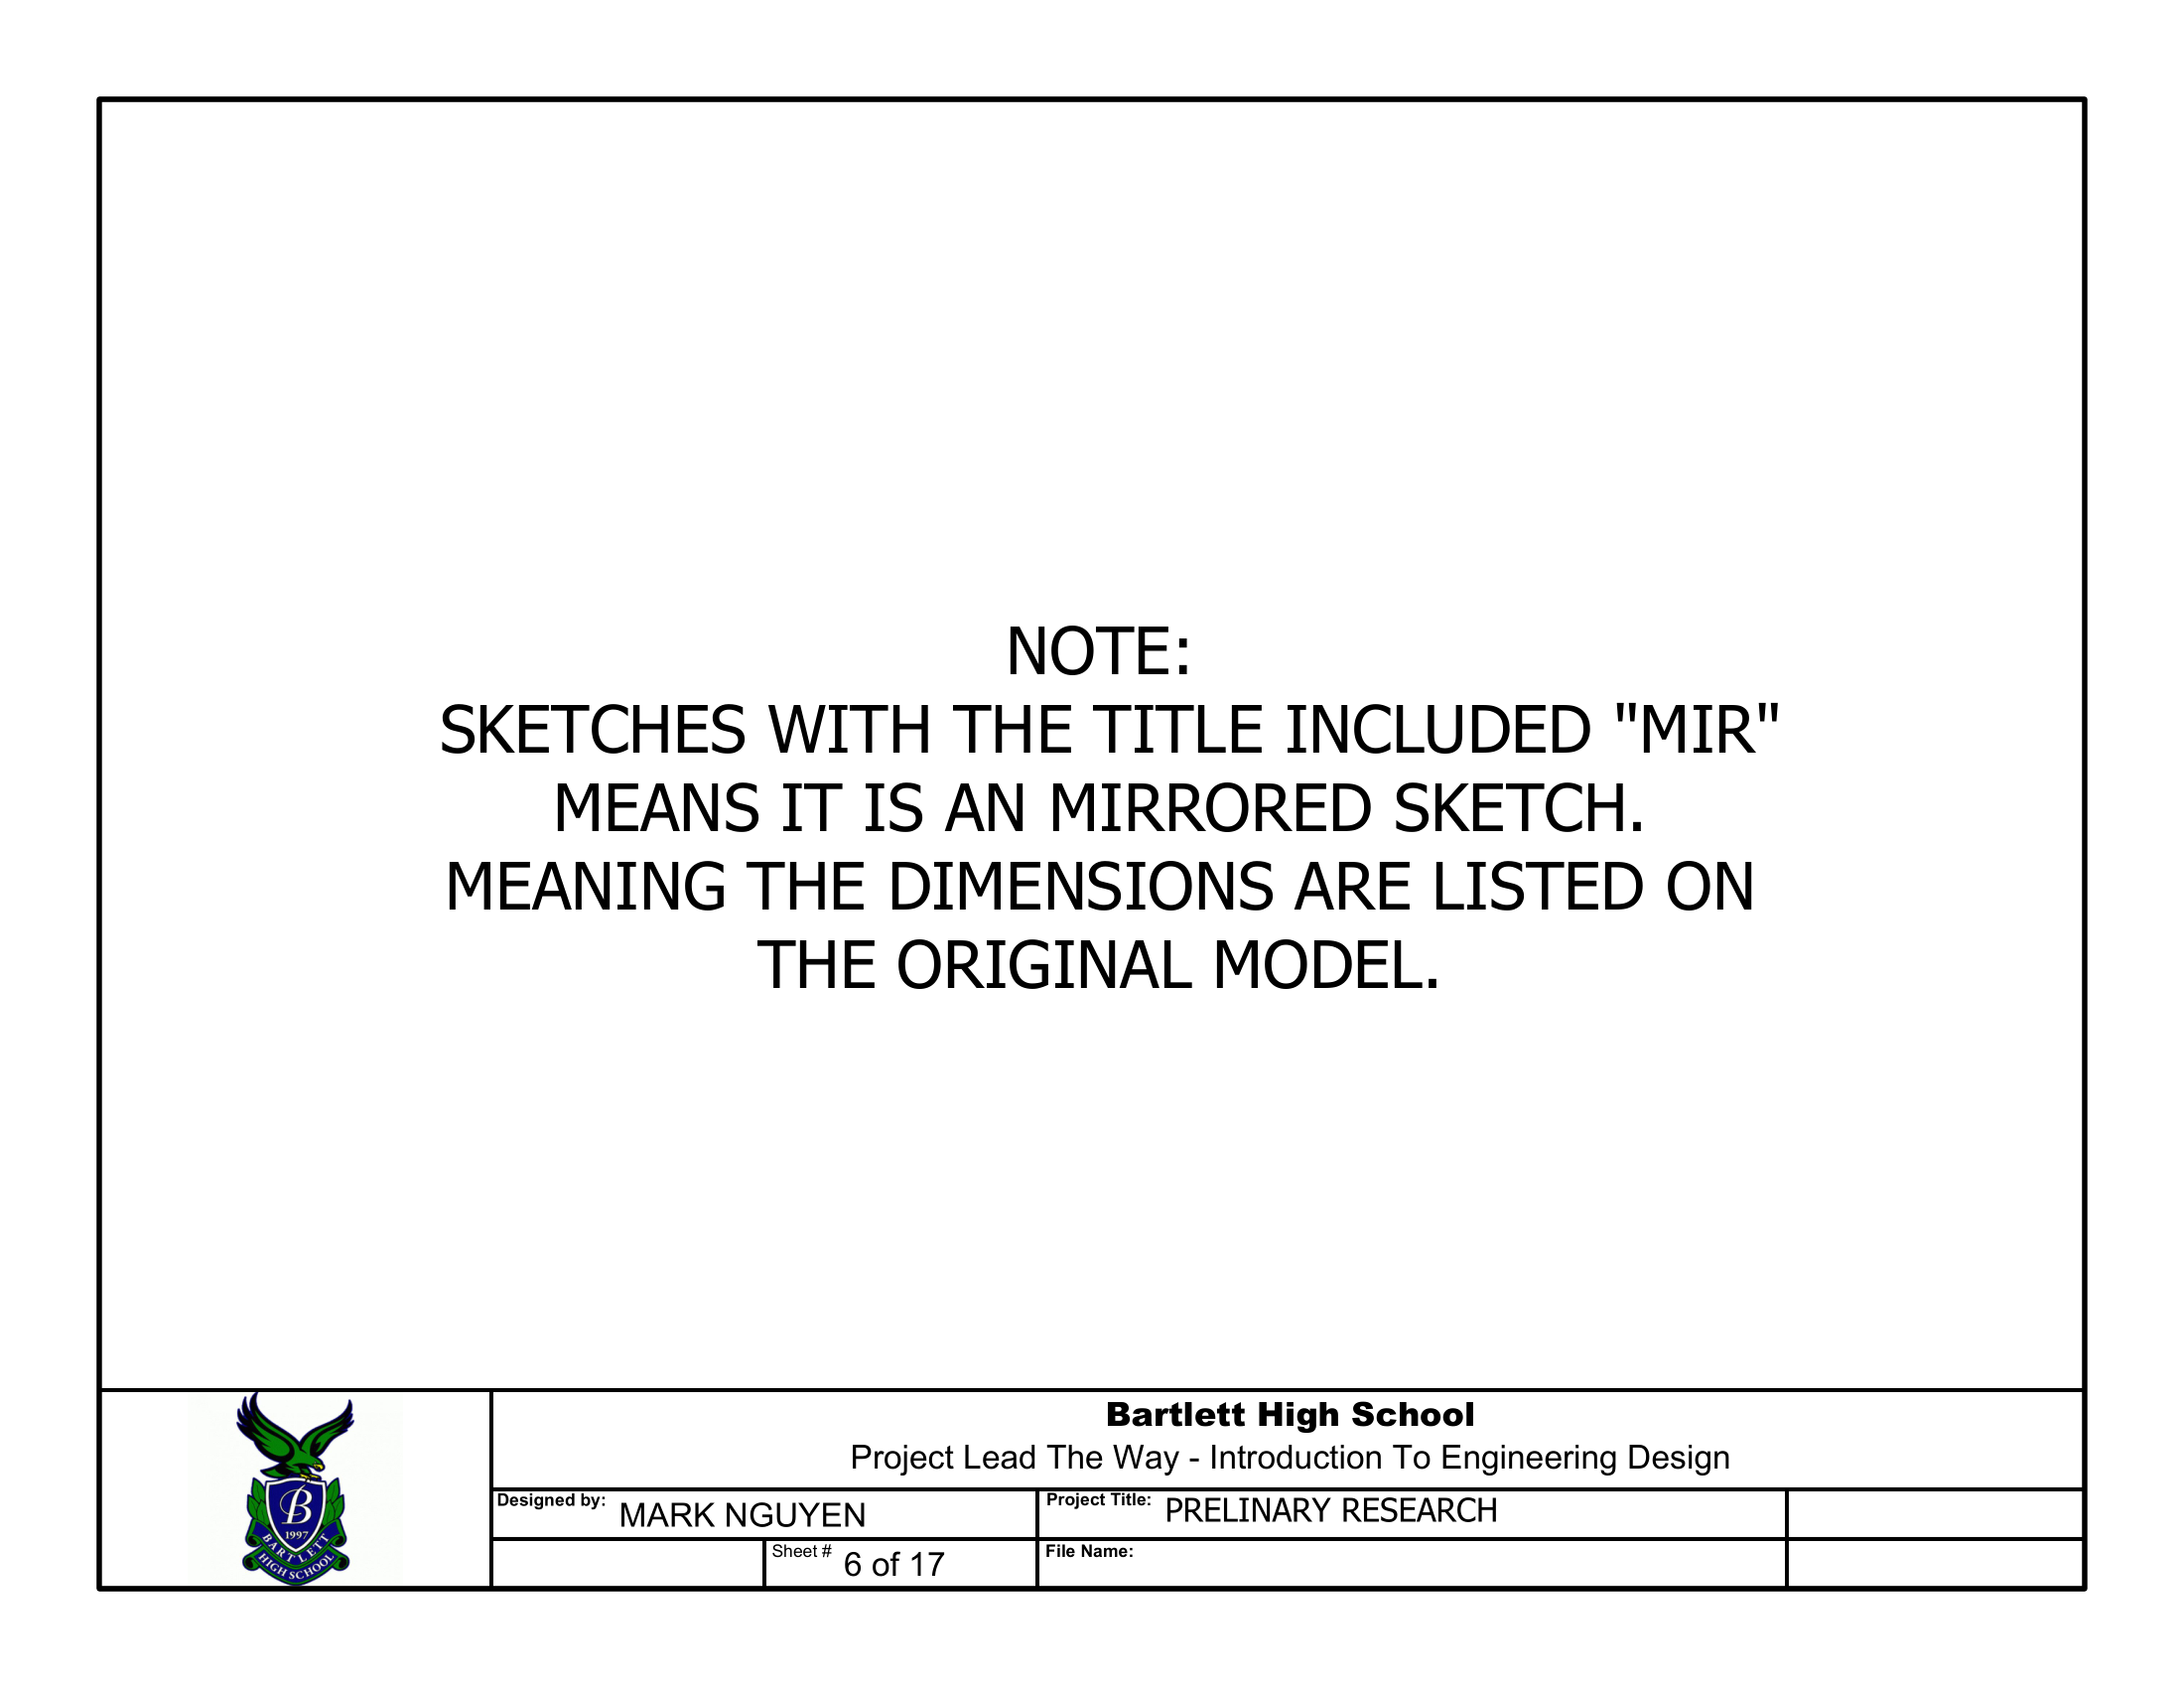 NOTE:
SKETCHES WITH THE TITLE INCLUDED "MIR"
MEANS IT IS AN MIRRORED SKETCH.
MEANING THE DIMENSIONS ARE LISTED ON
THE ORIGINAL MODEL.
B
1997
BARTLETT
HIGH SCHOOL
Bartlett High School
Project Lead The Way - Introduction To Engineering Design
Designed by: MARK NGUYEN
Project Title: PRELINARY RESEARCH
Sheet # 6 of 17
File Name: